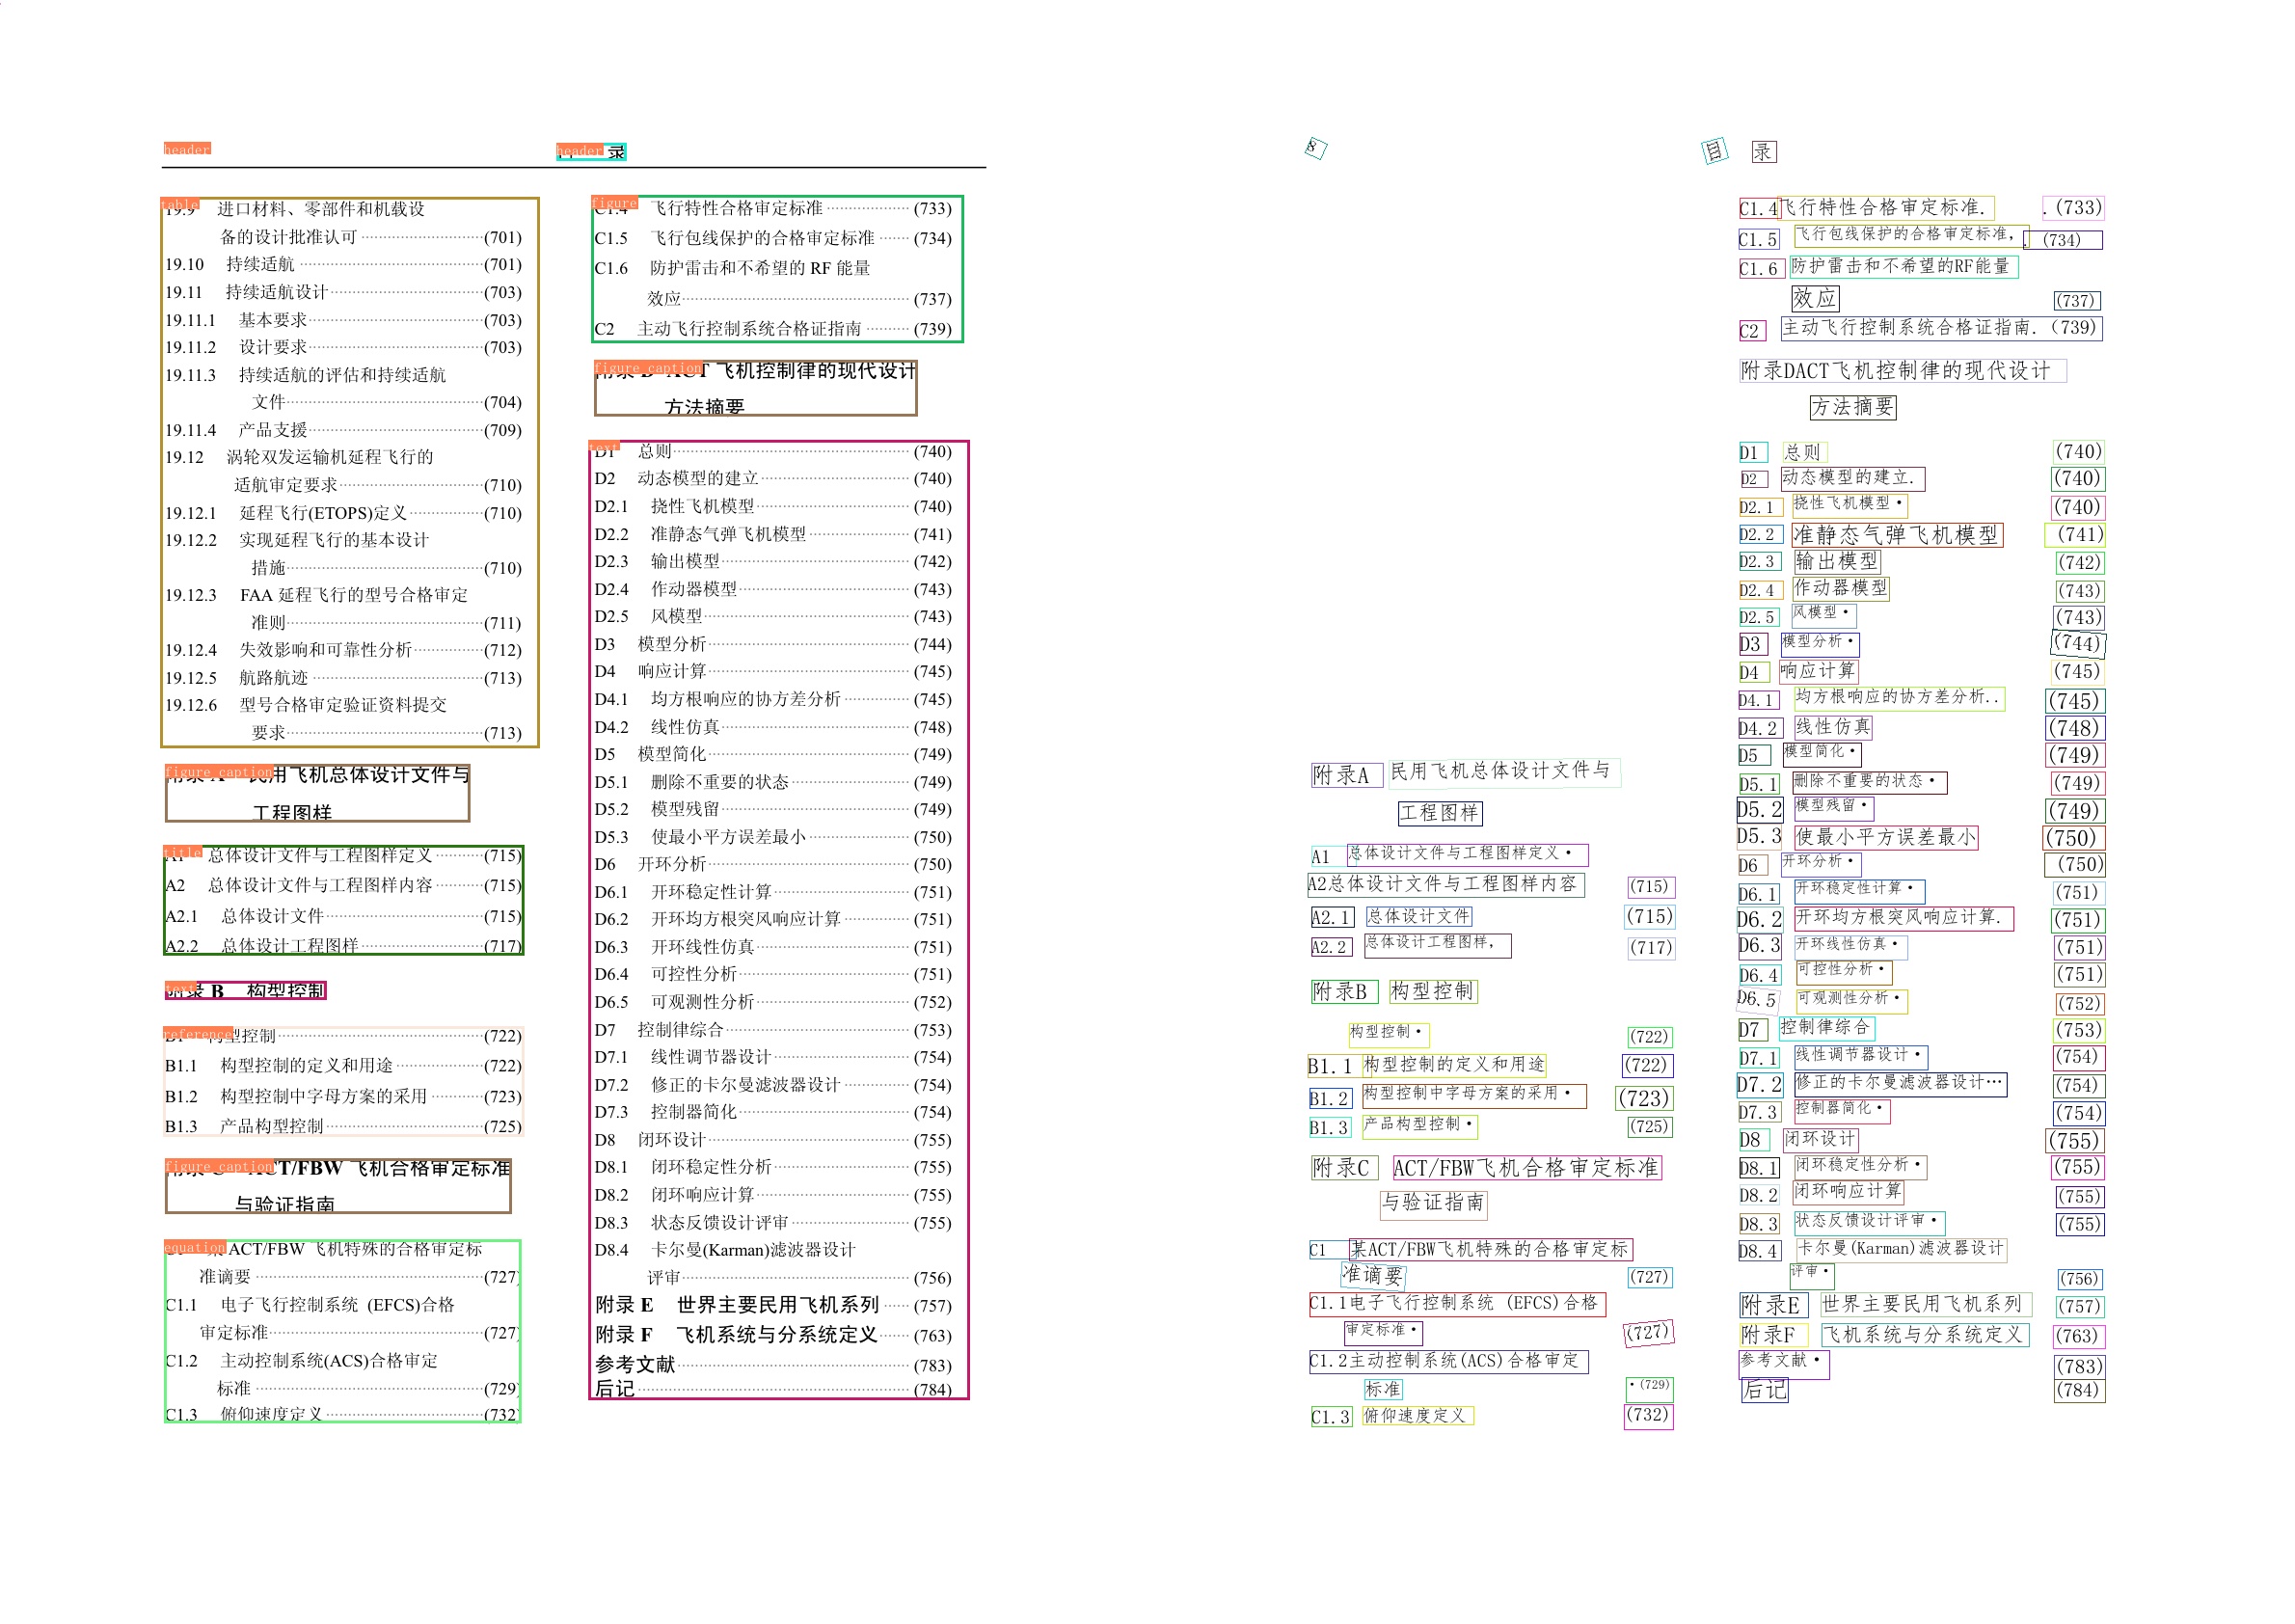 header
header 录
table
19.9 进口材料、零部件和机载设
备的设计批准认可 (701)
19.10 持续适航 (701)
19.11 持续适航设计 (703)
19.11.1 基本要求 (703)
19.11.2 设计要求 (703)
19.11.3 持续适航的评估和持续适航
文件 (704)
19.11.4 产品支援 (709)
19.12 涡轮双发运输机延程飞行的
适航审定要求 (710)
19.12.1 延程飞行(ETOPS)定义 (710)
19.12.2 实现延程飞行的基本设计
措施 (710)
19.12.3 FAA 延程飞行的型号合格审定
准则 (711)
19.12.4 失效影响和可靠性分析 (712)
19.12.5 航路航迹 (713)
19.12.6 型号合格审定验证资料提交
要求 (713)
figure_caption
民用飞机总体设计文件与
工程图样
title
总体设计文件与工程图样定义 (715)
A2 总体设计文件与工程图样内容 (715)
A2.1 总体设计文件 (715)
A2.2 总体设计工程图样 (717)
text
附录 B 构型控制
reference
构型控制 (722)
B1.1 构型控制的定义和用途 (722)
B1.2 构型控制中字母方案的采用 (723)
B1.3 产品构型控制 (725)
figure_caption
ACT/FBW 飞机合格审定标准
与验证指南
equation
ACT/FBW 飞机特殊的合格审定标
准谪要 (727)
C1.1 电子飞行控制系统 (EFCS)合格
审定标准 (727)
C1.2 主动控制系统(ACS)合格审定
标准 (729)
C1.3 俯仰速度定义 (732)
figure
C1.4 飞行特性合格审定标准 (733)
C1.5 飞行包线保护的合格审定标准 (734)
C1.6 防护雷击和不希望的 RF 能量
效应 (737)
C2 主动飞行控制系统合格证指南 (739)
figure_caption
附录 D ACT 飞机控制律的现代设计
方法摘要
text
D1 总则 (740)
D2 动态模型的建立 (740)
D2.1 挠性飞机模型 (740)
D2.2 准静态气弹飞机模型 (741)
D2.3 输出模型 (742)
D2.4 作动器模型 (743)
D2.5 风模型 (743)
D3 模型分析 (744)
D4 响应计算 (745)
D4.1 均方根响应的协方差分析 (745)
D4.2 线性仿真 (748)
D5 模型简化 (749)
D5.1 删除不重要的状态 (749)
D5.2 模型残留 (749)
D5.3 使最小平方误差最小 (750)
D6 开环分析 (750)
D6.1 开环稳定性计算 (751)
D6.2 开环均方根突风响应计算 (751)
D6.3 开环线性仿真 (751)
D6.4 可控性分析 (751)
D6.5 可观测性分析 (752)
D7 控制律综合 (753)
D7.1 线性调节器设计 (754)
D7.2 修正的卡尔曼滤波器设计 (754)
D7.3 控制器简化 (754)
D8 闭环设计 (755)
D8.1 闭环稳定性分析 (755)
D8.2 闭环响应计算 (755)
D8.3 状态反馈设计评审 (755)
D8.4 卡尔曼(Karman)滤波器设计
评审 (756)
附录 E 世界主要民用飞机系列 (757)
附录 F 飞机系统与分系统定义 (763)
参考文献 (783)
后记 (784)
8
目 录
附录A 民用飞机总体设计文件与
工程图样
A1 总体设计文件与工程图样定义·
A2总体设计文件与工程图样内容 (715)
A2.1 总体设计文件 (715)
A2.2 总体设计工程图样, (717)
附录B 构型控制
构型控制· (722)
B1.1 构型控制的定义和用途 (722)
B1.2 构型控制中字母方案的采用· (723)
B1.3 产品构型控制· (725)
附录C ACT/FBW飞机合格审定标准
与验证指南
C1 某ACT/FBW飞机特殊的合格审定标
准谪要 (727)
C1.1电子飞行控制系统 (EFCS)合格
审定标准· (727)
C1.2主动控制系统(ACS)合格审定
标准 ·(729)
C1.3 俯仰速度定义 (732)
C1.4 飞行特性合格审定标准. .(733)
C1.5 飞行包线保护的合格审定标准, . (734)
C1.6 防护雷击和不希望的RF能量
效应 (737)
C2 主动飞行控制系统合格证指南.(739)
附录DACT飞机控制律的现代设计
方法摘要
D1 总则 (740)
D2 动态模型的建立. (740)
D2.1 挠性飞机模型· (740)
D2.2 准静态气弹飞机模型 (741)
D2.3 输出模型 (742)
D2.4 作动器模型 (743)
D2.5 风模型· (743)
D3 模型分析· (744)
D4 响应计算 (745)
D4.1 均方根响应的协方差分析.. (745)
D4.2 线性仿真 (748)
D5 模型简化· (749)
D5.1 删除不重要的状态· (749)
D5.2 模型残留· (749)
D5.3 使最小平方误差最小 (750)
D6 开环分析· (750)
D6.1 开环稳定性计算· (751)
D6.2 开环均方根突风响应计算. (751)
D6.3 开环线性仿真· (751)
D6.4 可控性分析· (751)
D6.5 可观测性分析· (752)
D7 控制律综合 (753)
D7.1 线性调节器设计· (754)
D7.2 修正的卡尔曼滤波器设计… (754)
D7.3 控制器简化· (754)
D8 闭环设计 (755)
D8.1 闭环稳定性分析· (755)
D8.2 闭环响应计算 (755)
D8.3 状态反馈设计评审· (755)
D8.4 卡尔曼(Karman)滤波器设计
评审· (756)
附录E 世界主要民用飞机系列 (757)
附录F 飞机系统与分系统定义 (763)
参考文献· (783)
后记 (784)